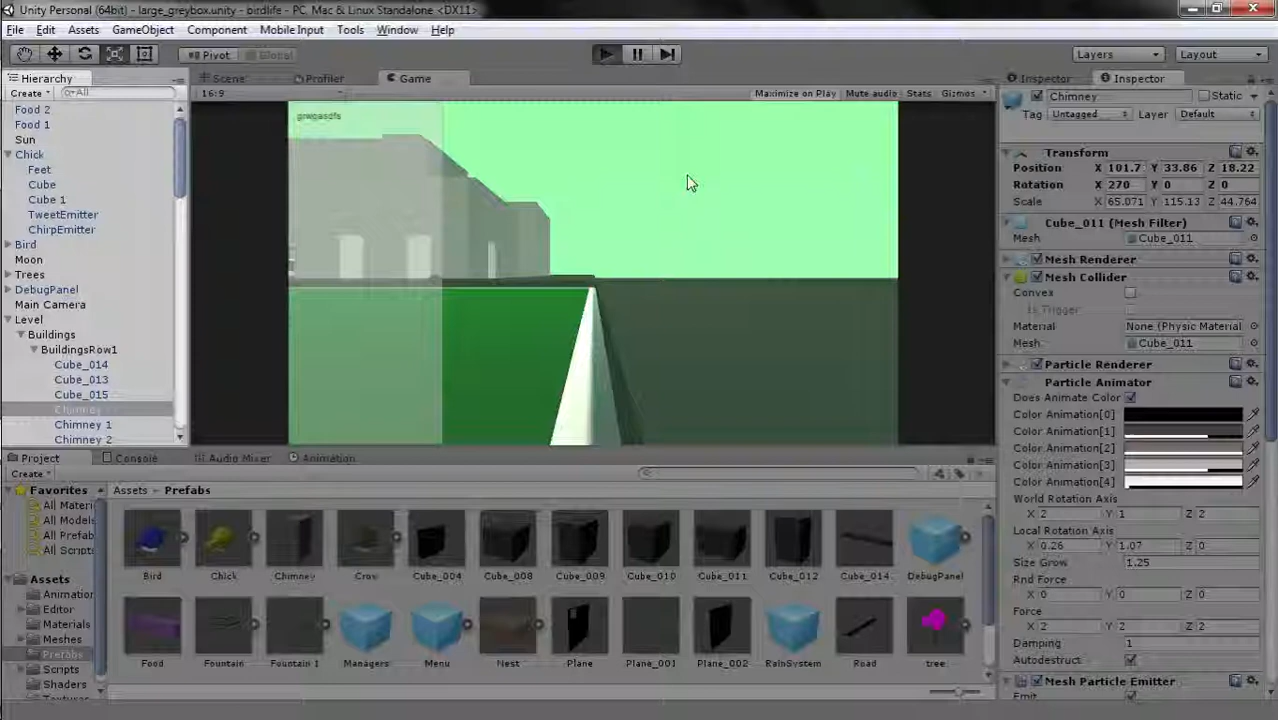 Unity Personal (64bit) - large_greybox.unity - birdlife - PC, Mac & Linux Standalone <DX11>
File Edit Assets GameObject Component Mobile Input Tools Window Help
Pivot Global Layers Layout
Hierarchy Scene Profiler Game Inspector Inspector
Create All
16:9 Maximize on Play Mute audio Stats Gizmos
Chimney Static
Tag Untagged Layer Default
Food 2
Food 1
Sun
Chick
Feet
Cube
Cube 1
TweetEmitter
ChirpEmitter
Bird
Moon
Trees
DebugPanel
Main Camera
Level
Buildings
BuildingsRow1
Cube_014
Cube_013
Cube_015
Chimney
Chimney 1
Chimney 2
Transform
Position X 101.7 Y 33.86 Z 18.22
Rotation X 270 Y 0 Z 0
Scale X 65.071 Y 115.13 Z 44.764
Cube_011 (Mesh Filter)
Mesh Cube_011
Mesh Renderer
Mesh Collider
Convex
Is Trigger
Material None (Physic Material
Mesh Cube_011
Particle Renderer
Particle Animator
Does Animate Color
Color Animation[0]
Color Animation[1]
Color Animation[2]
Color Animation[3]
Color Animation[4]
World Rotation Axis
X 2 Y 1 Z 2
Local Rotation Axis
X 0.26 Y 1.07 Z 0
Size Grow 1.25
Rnd Force
X 0 Y 0 Z 0
Force
X 2 Y 2 Z 2
Damping 1
Autodestruct
Mesh Particle Emitter
Emit
Project Console Audio Mixer Animation
Create
Favorites
All Materi
All Models
All Prefab
All Scripts
Assets
Animation
Editor
Materials
Meshes
Prefabs
Scripts
Shaders
Textures
Assets Prefabs
Bird Chick Chimney Crow Cube_004 Cube_008 Cube_009 Cube_010 Cube_011 Cube_012 Cube_014 DebugPanel
Food Fountain Fountain 1 Managers Menu Nest Plane Plane_001 Plane_002 RainSystem Road tree